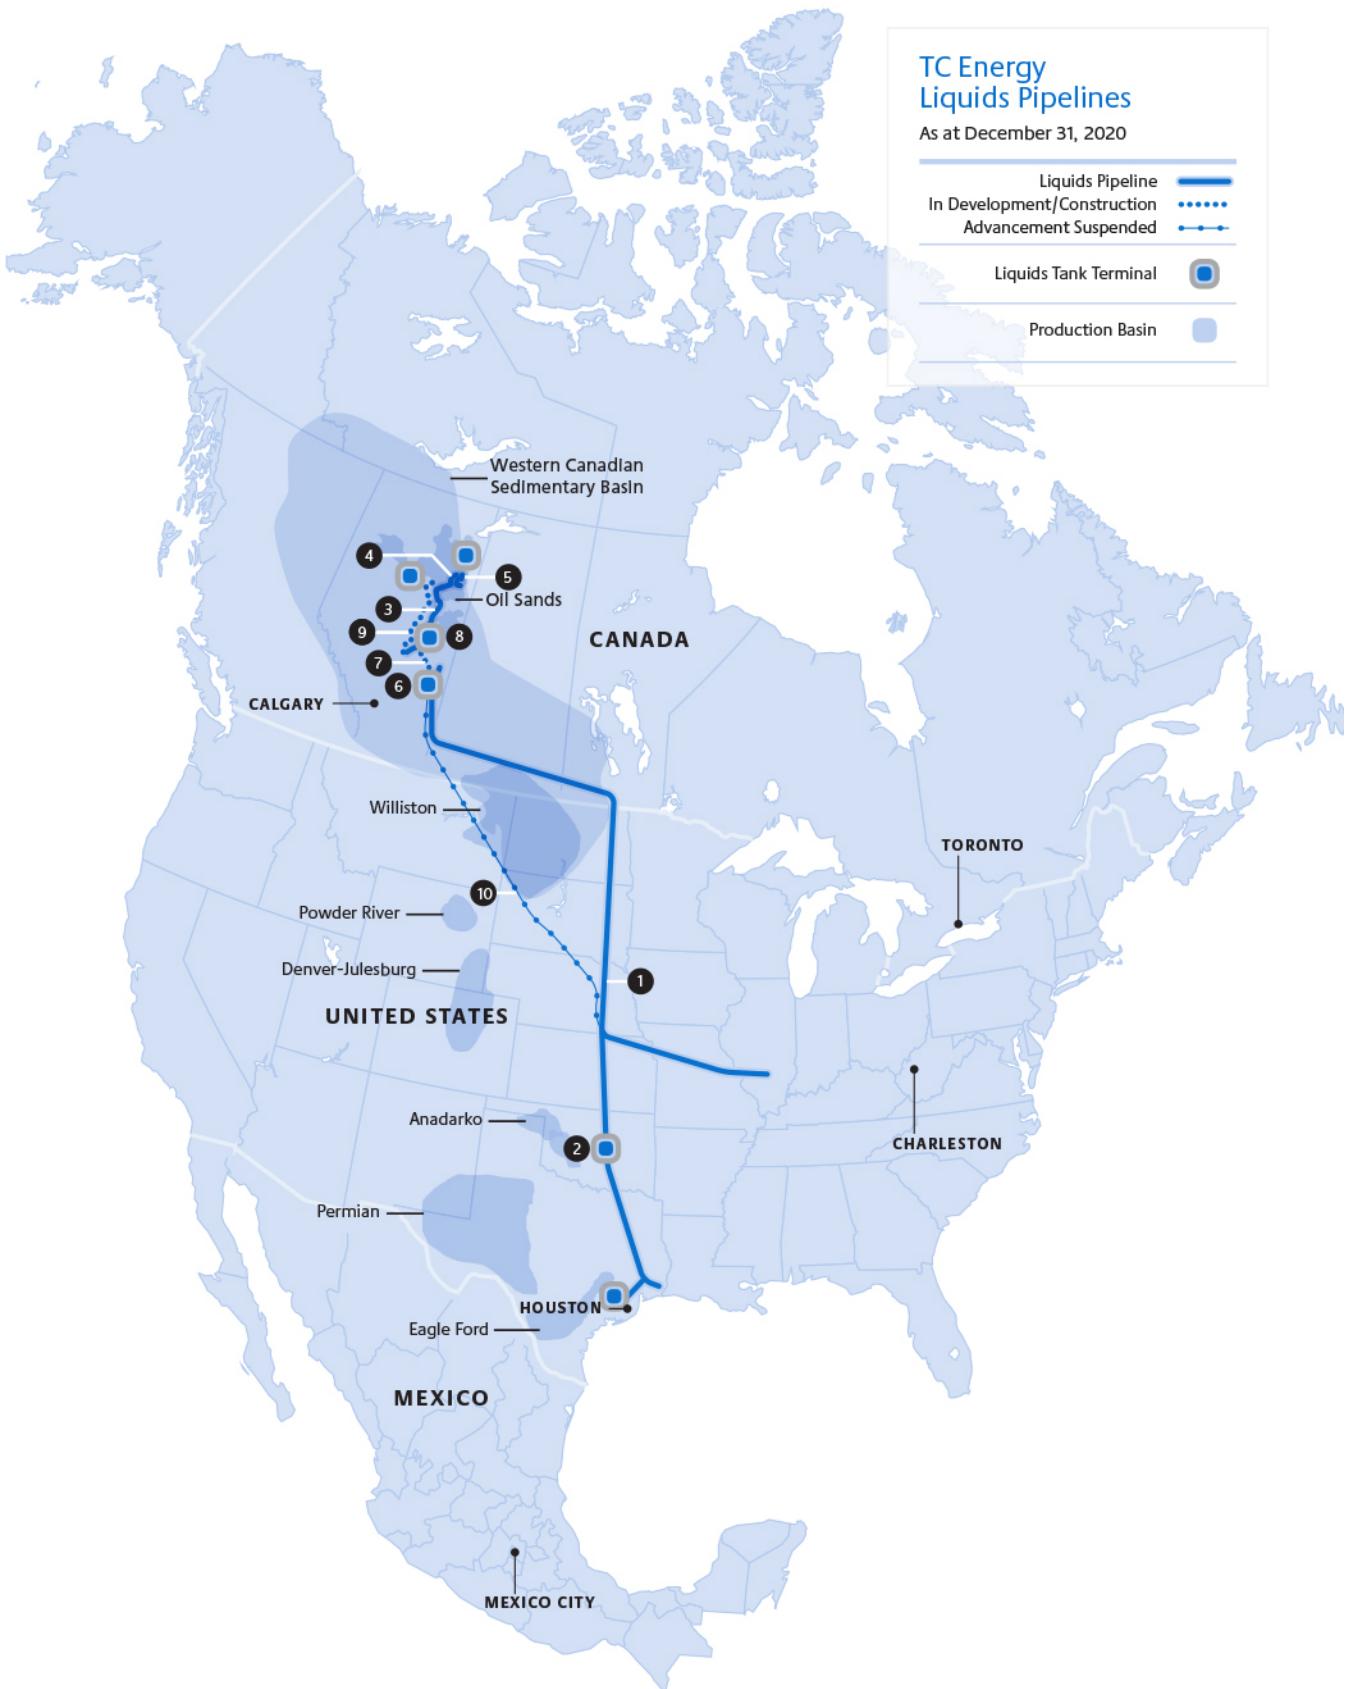 TC Energy
Liquids Pipelines
As at December 31, 2020
Liquids Pipeline
In Development/Construction
Advancement Suspended
Liquids Tank Terminal
Production Basin
Western Canadian
Sedimentary Basin
4
5
Oil Sands
3
9
8
CANADA
7
6
CALGARY
Williston
TORONTO
10
Powder River
Denver-Julesburg
1
UNITED STATES
Anadarko
2
CHARLESTON
Permian
HOUSTON
Eagle Ford
MEXICO
MEXICO CITY